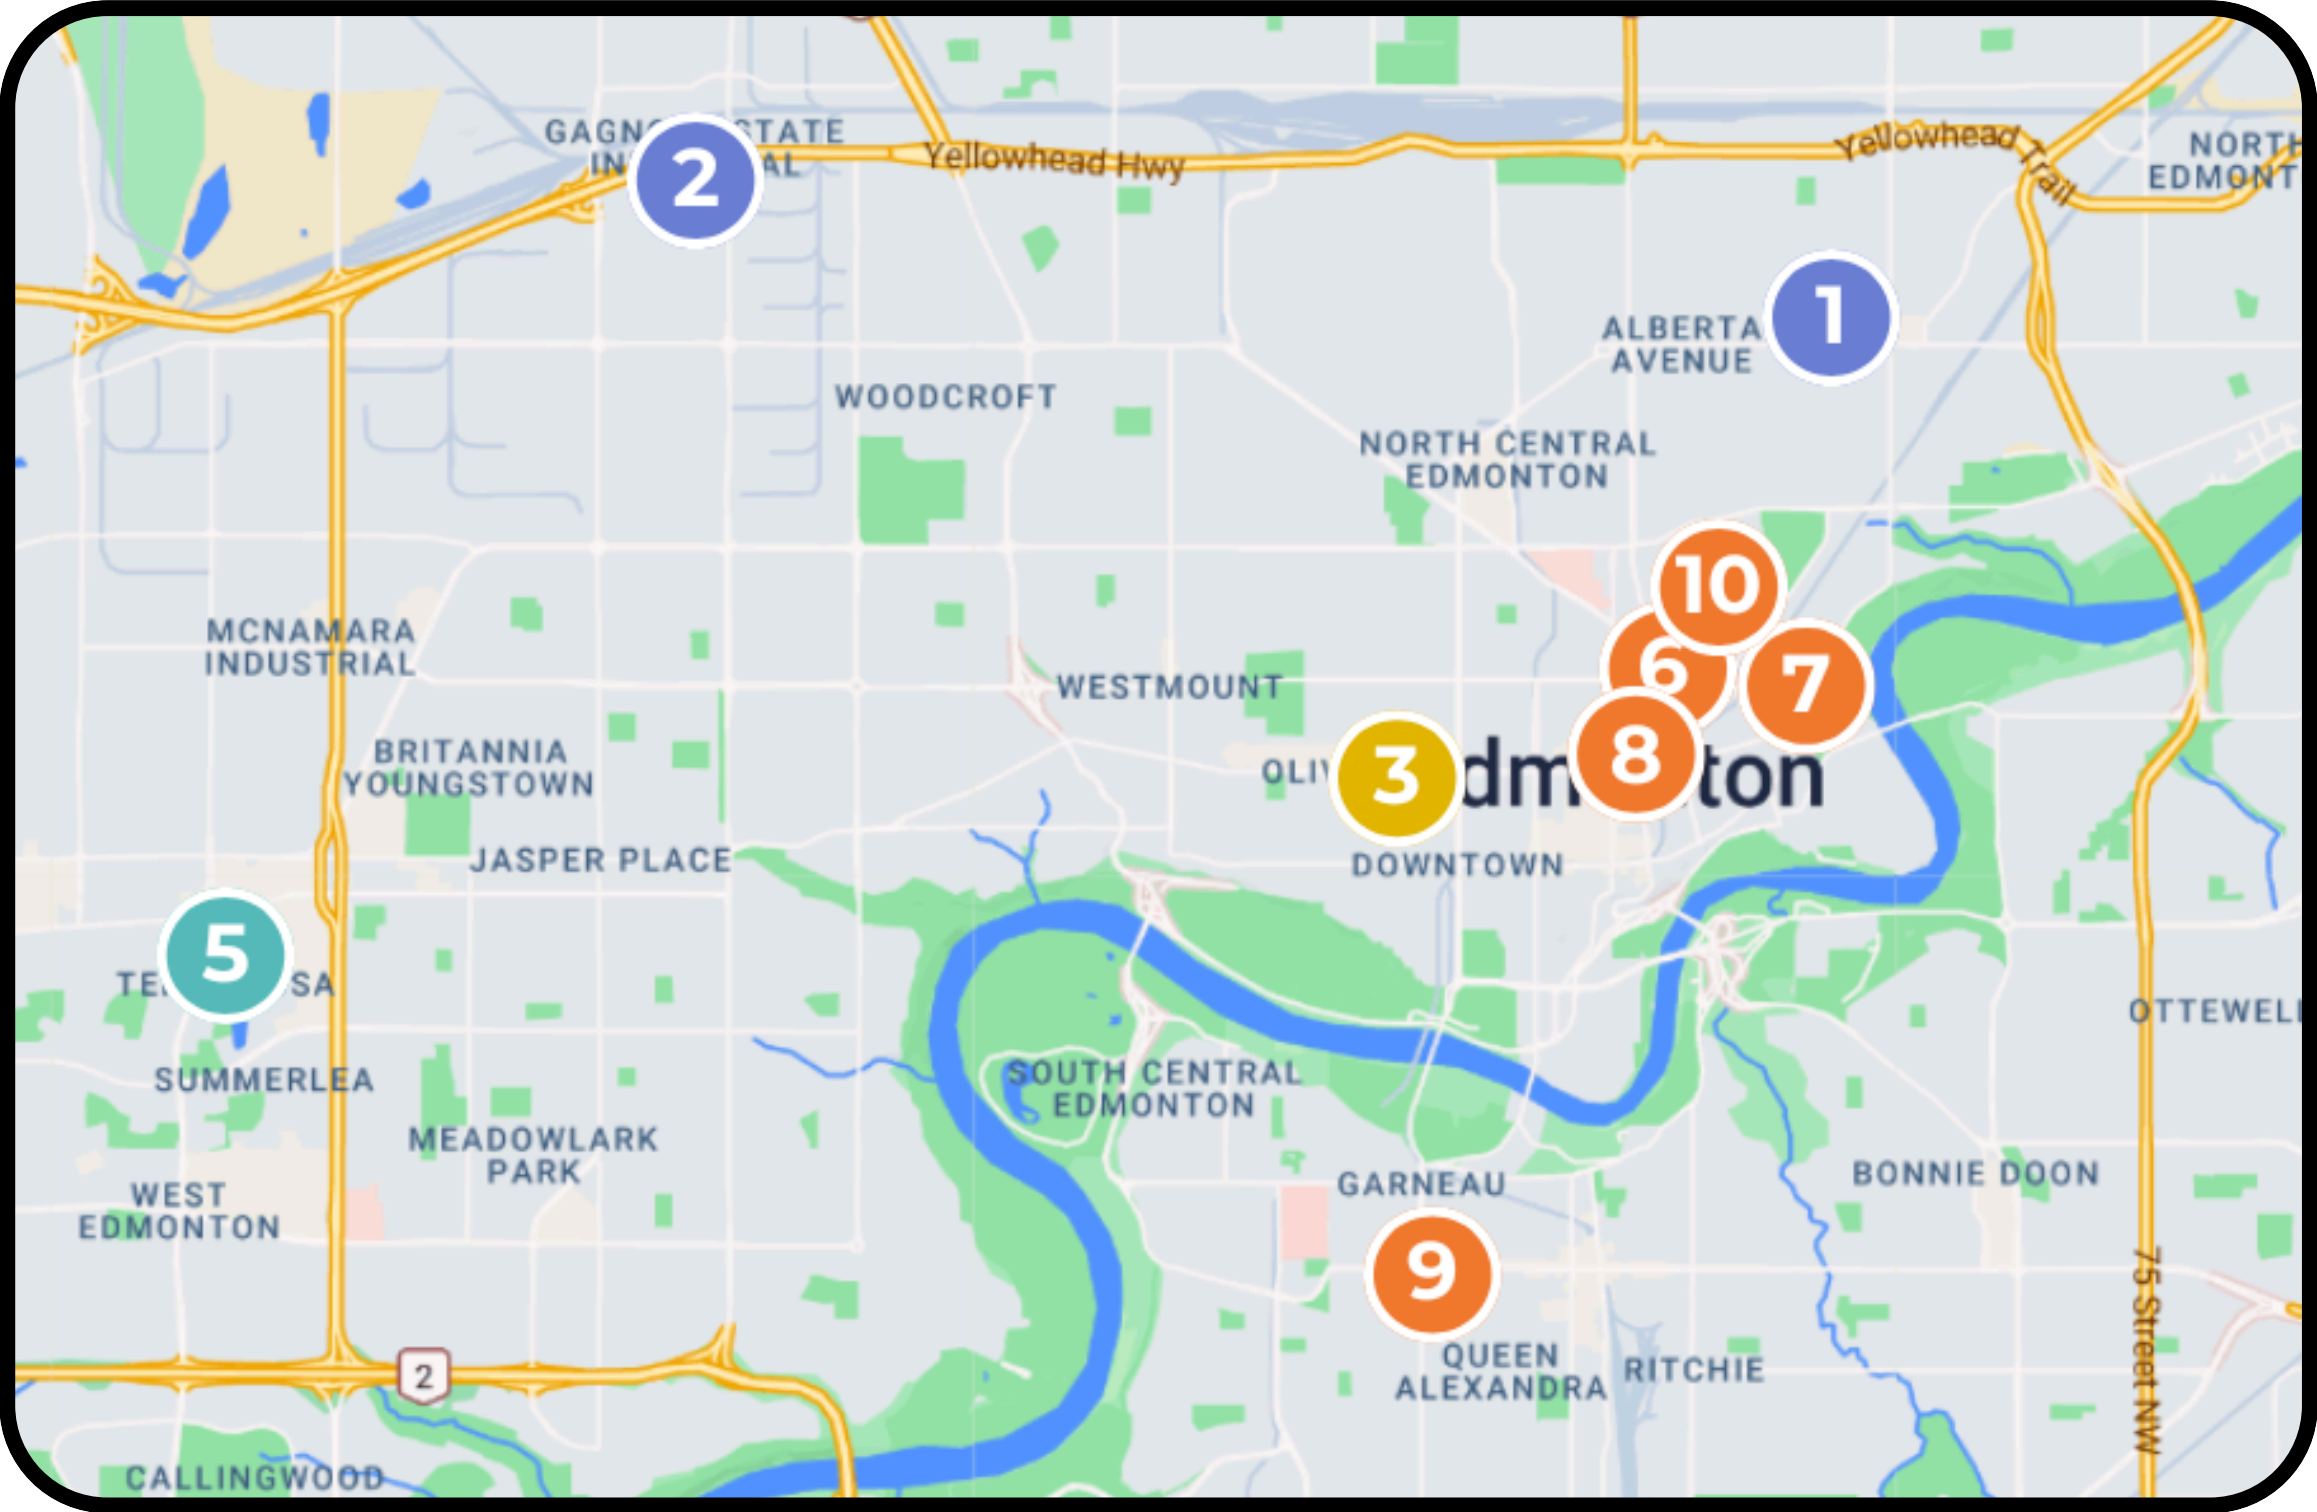 GAGN STATE
IN AL
2
Yellowhead Hwy
Yellowhead Trail
NORTH
EDMONT
1
ALBERTA
AVENUE
WOODCROFT
NORTH CENTRAL
EDMONTON
10
MCNAMARA
INDUSTRIAL
6
7
WESTMOUNT
BRITANNIA
YOUNGSTOWN
OLIV
3
dm
8
ton
JASPER PLACE
DOWNTOWN
5
TE SA
OTTEWELL
SUMMERLEA
SOUTH CENTRAL
EDMONTON
MEADOWLARK
PARK
GARNEAU
BONNIE DOON
WEST
EDMONTON
9
75 Street NW
QUEEN
ALEXANDRA
RITCHIE
2
CALLINGWOOD